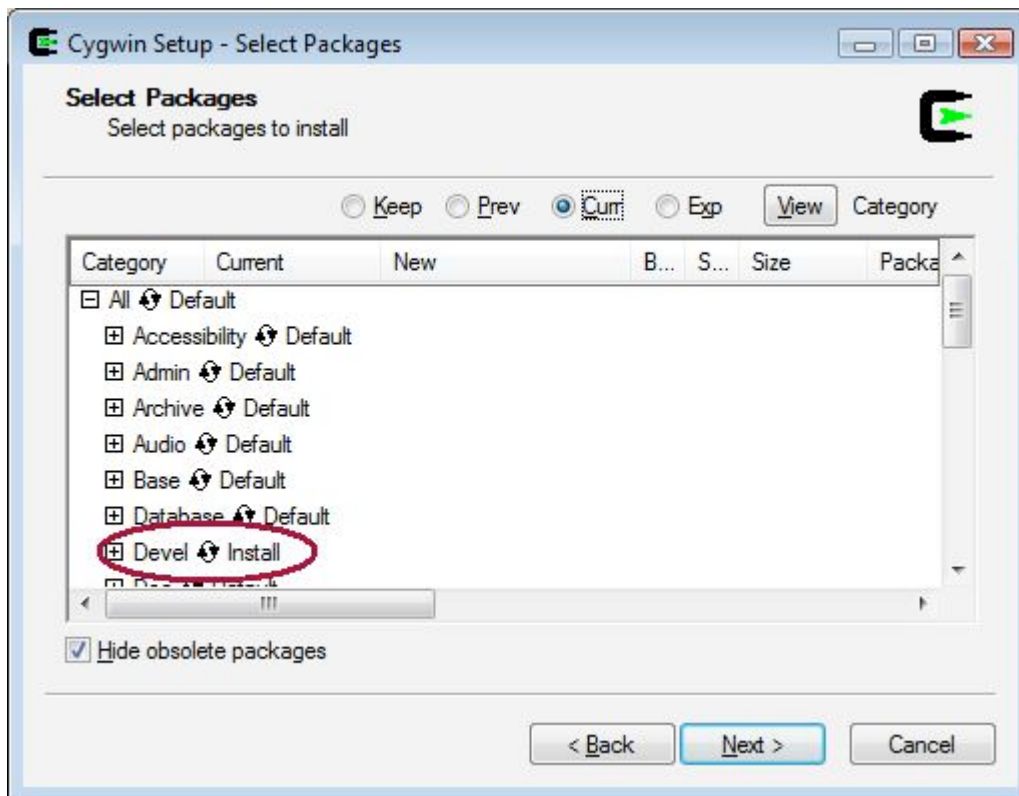 Cygwin Setup - Select Packages
Select Packages
Select packages to install
Keep Prev Curr Exp View Category
Category Current New B... S... Size Packa
All Default
Accessibility Default
Admin Default
Archive Default
Audio Default
Base Default
Database Default
Devel Install
Hide obsolete packages
< Back Next > Cancel